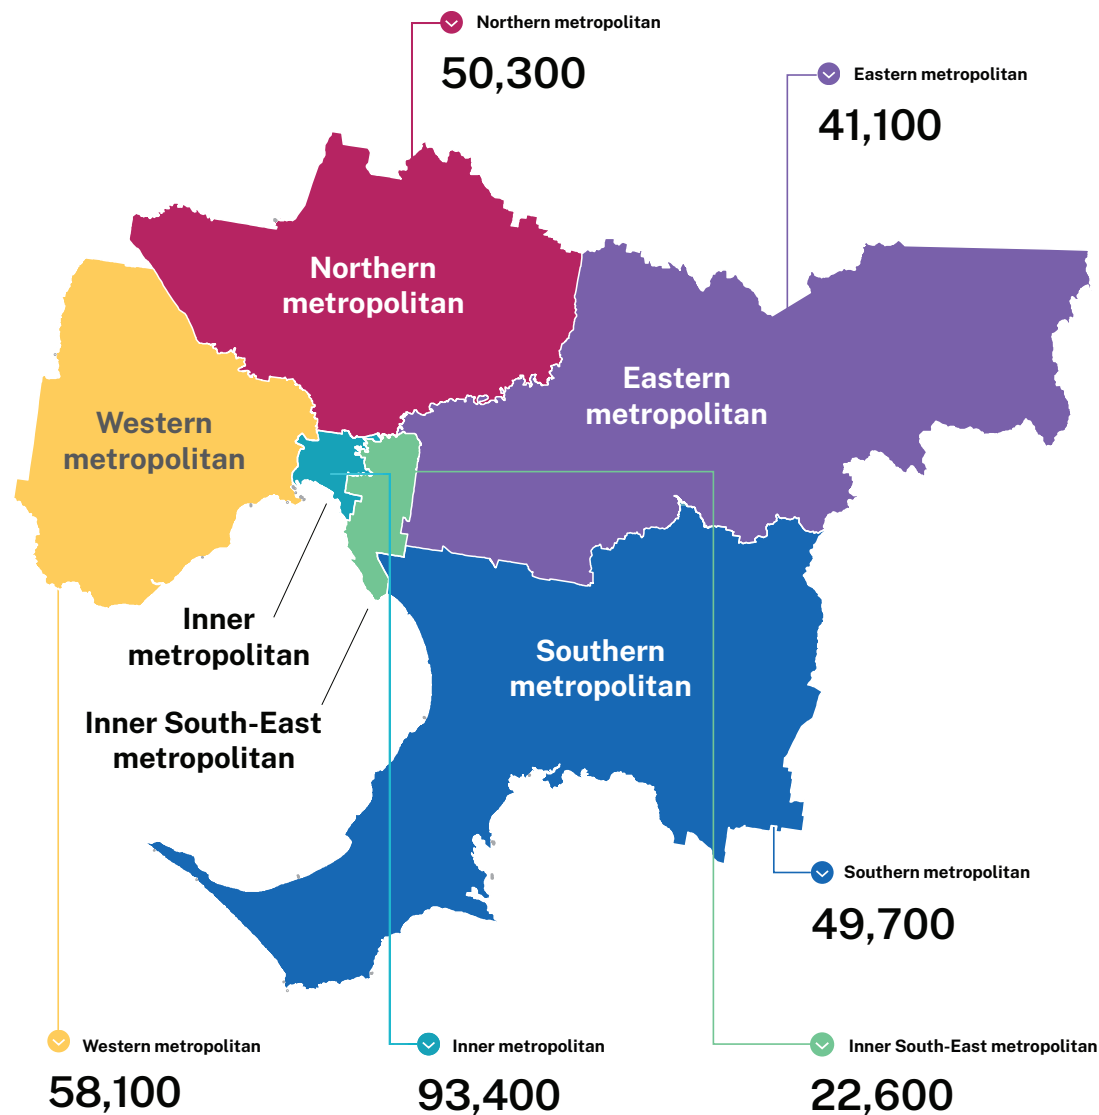 Northern metropolitan
50,300
Eastern metropolitan
41,100
Northern
metropolitan
Eastern
metropolitan
Western
metropolitan
Inner
metropolitan
Southern
metropolitan
Inner South-East
metropolitan
Southern metropolitan
49,700
Western metropolitan
58,100
Inner metropolitan
93,400
Inner South-East metropolitan
22,600